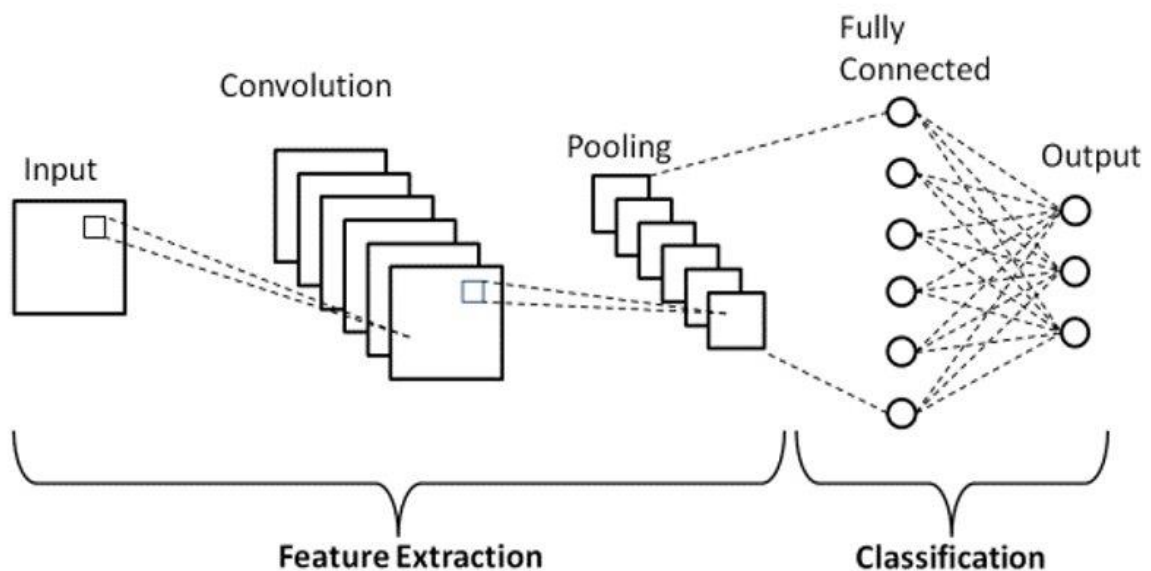 Input
Convolution
Pooling
Fully
Connected
Output
Feature Extraction
Classification